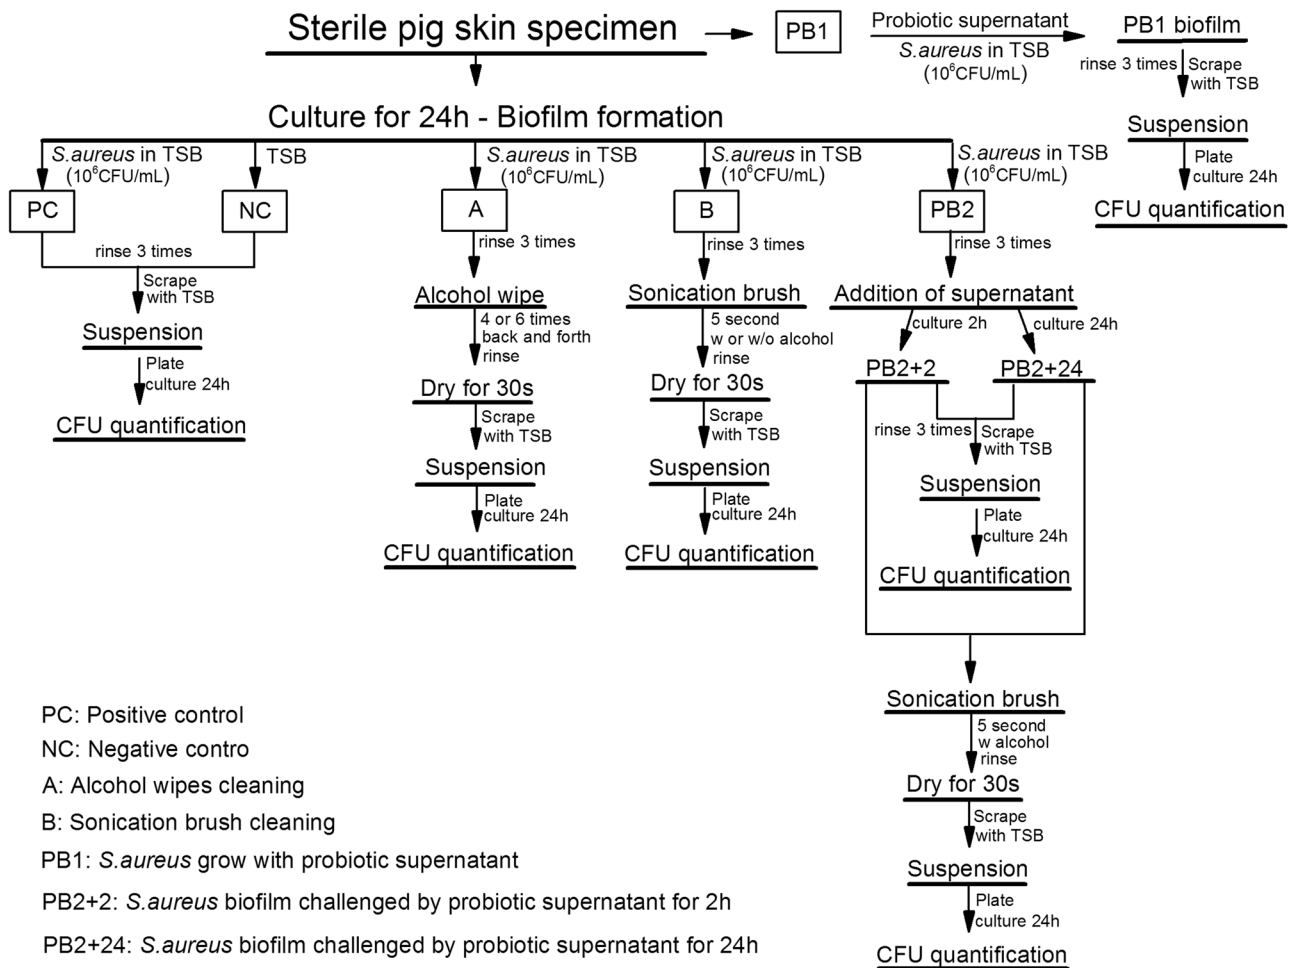 Sterile pig skin specimen
PB1
Probiotic supernatant
S.aureus in TSB
(10⁶CFU/mL)
PB1 biofilm
rinse 3 times
Scrape
with TSB
Suspension
Plate
culture 24h
CFU quantification
Culture for 24h - Biofilm formation
S.aureus in TSB
(10⁶CFU/mL)
PC
TSB
NC
rinse 3 times
Scrape
with TSB
Suspension
Plate
culture 24h
CFU quantification
S.aureus in TSB
(10⁶CFU/mL)
A
rinse 3 times
Alcohol wipe
4 or 6 times
back and forth
rinse
Dry for 30s
Scrape
with TSB
Suspension
Plate
culture 24h
CFU quantification
S.aureus in TSB
(10⁶CFU/mL)
B
rinse 3 times
Sonication brush
5 second
w or w/o alcohol
rinse
Dry for 30s
Scrape
with TSB
Suspension
Plate
culture 24h
CFU quantification
S.aureus in TSB
(10⁶CFU/mL)
PB2
rinse 3 times
Addition of supernatant
culture 2h
culture 24h
PB2+2
PB2+24
rinse 3 times
Scrape
with TSB
Suspension
Plate
culture 24h
CFU quantification
Sonication brush
5 second
w alcohol
rinse
Dry for 30s
Scrape
with TSB
Suspension
Plate
culture 24h
CFU quantification
PC: Positive control
NC: Negative contro
A: Alcohol wipes cleaning
B: Sonication brush cleaning
PB1: S.aureus grow with probiotic supernatant
PB2+2: S.aureus biofilm challenged by probiotic supernatant for 2h
PB2+24: S.aureus biofilm challenged by probiotic supernatant for 24h